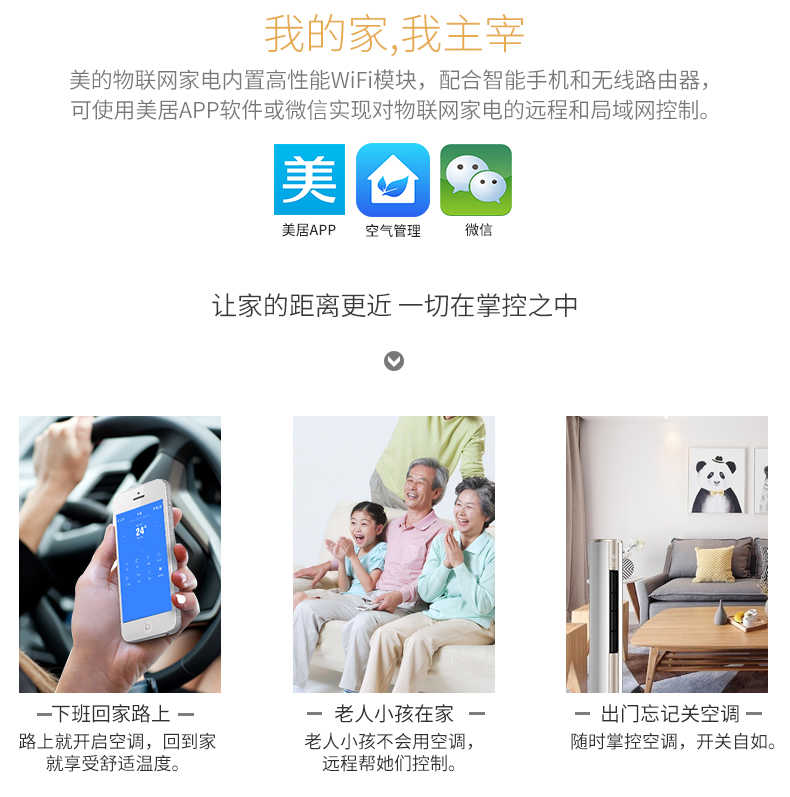 我的家,我主宰
美的物联网家电内置高性能WiFi模块，配合智能手机和无线路由器，
可使用美居APP软件或微信实现对物联网家电的远程和局域网控制。
美
美居APP 空气管理 微信
让家的距离更近 一切在掌控之中
24°
下班回家路上 老人小孩在家 出门忘记关空调
路上就开启空调，回到家
就享受舒适温度。
老人小孩不会用空调，
远程帮她们控制。
随时掌控空调，开关自如。